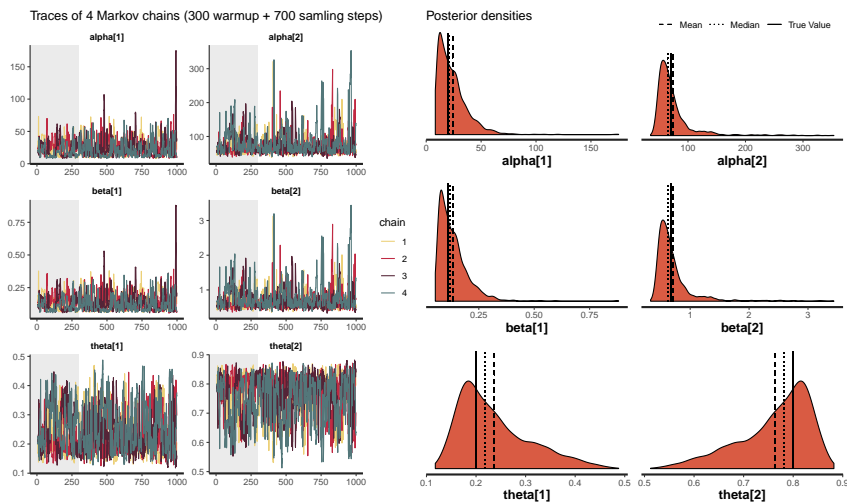 Traces of 4 Markov chains (300 warmup + 700 samling steps)
alpha[1]
alpha[2]
150
100
50
0
300
200
100
0 250 500 750 1000
0 250 500 750 1000
beta[1]
beta[2]
0.75
0.50
0.25
3
2
1
0 250 500 750 1000
0 250 500 750 1000
theta[1]
theta[2]
0.5
0.4
0.3
0.2
0.1
0.9
0.8
0.7
0.6
0.5
0 250 500 750 1000
0 250 500 750 1000
chain
1
2
3
4
Posterior densities
Mean Median True Value
0 50 100 150
alpha[1]
100 200 300
alpha[2]
0.25 0.50 0.75
beta[1]
1 2 3
beta[2]
0.1 0.2 0.3 0.4 0.5
theta[1]
0.5 0.6 0.7 0.8 0.9
theta[2]